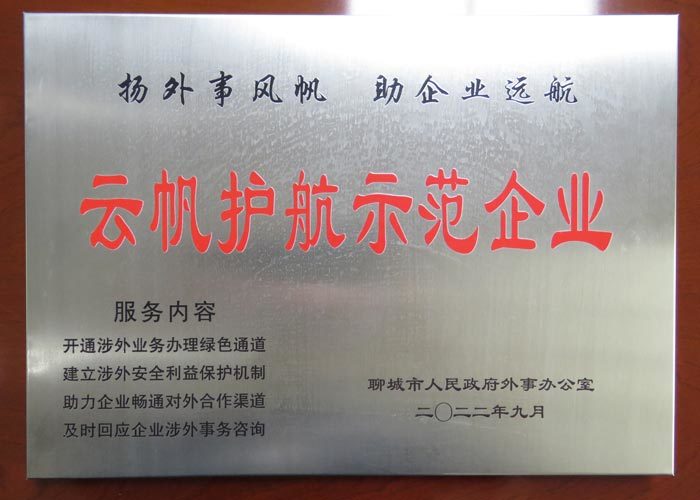 扬外事风帆 助企业远航
云帆护航示范企业
服务内容
开通涉外业务办理绿色通道
建立涉外安全利益保护机制
助力企业畅通对外合作渠道
及时回应企业涉外事务咨询
聊城市人民政府外事办公室
二〇二二年九月